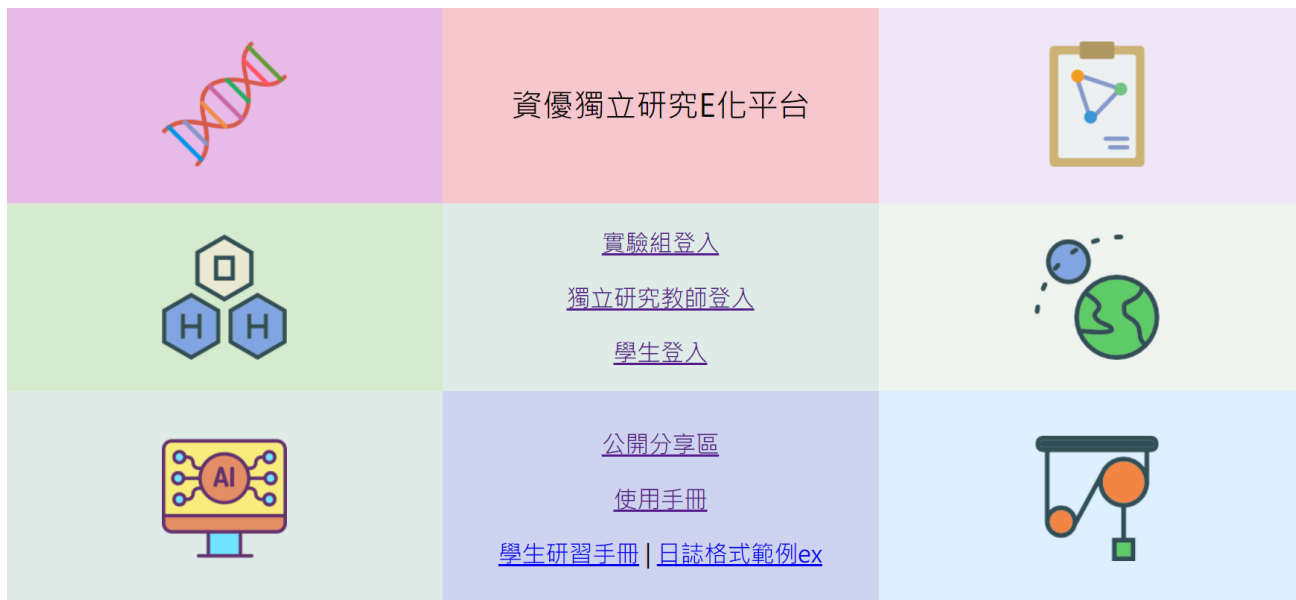 資優獨立研究E化平台
O
H H
實驗組登入
獨立研究教師登入
學生登入
AI
公開分享區
使用手冊
學生研習手冊 | 日誌格式範例ex